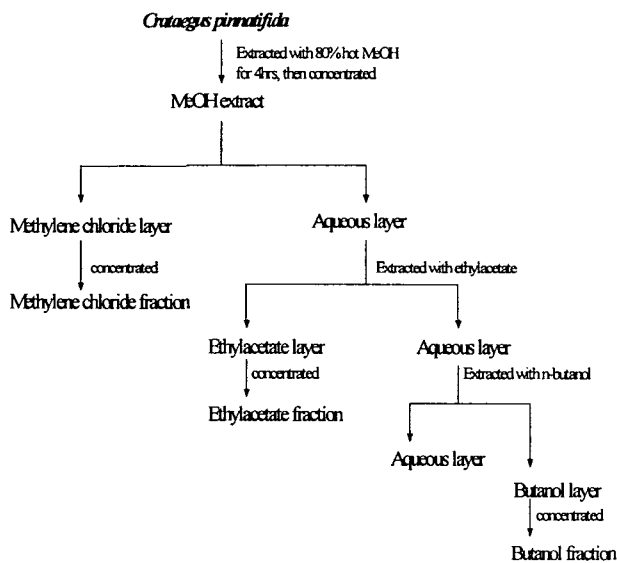 Crataegus pinnatifida
Extracted with 80% hot MeOH
for 4hrs, then concentrated
MeOH extract
Methylene chloride layer
Aqueous layer
concentrated
Extracted with ethylacetate
Methylene chloride fraction
Ethylacetate layer
Aqueous layer
concentrated
Extracted with n-butanol
Ethylacetate fraction
Aqueous layer
Butanol layer
concentrated
Butanol fraction